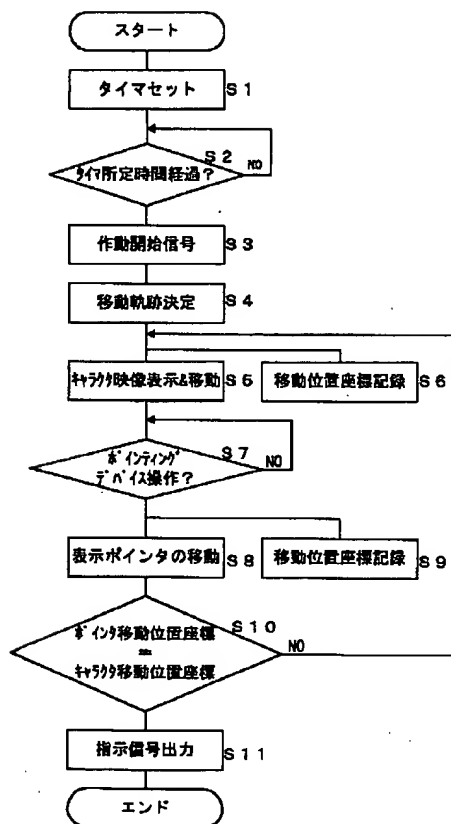 スタート
タイマセット S1
S2
タイマ所定時間経過?
NO
作動開始信号 S3
移動軌跡決定 S4
キャラクタ映像表示&移動 S5
移動位置座標記録 S6
S7
ポインティング
デバイス操作?
NO
表示ポインタの移動 S8
移動位置座標記録 S9
S10
ポインタ移動位置座標
=
キャラクタ移動位置座標
NO
指示信号出力 S11
エンド